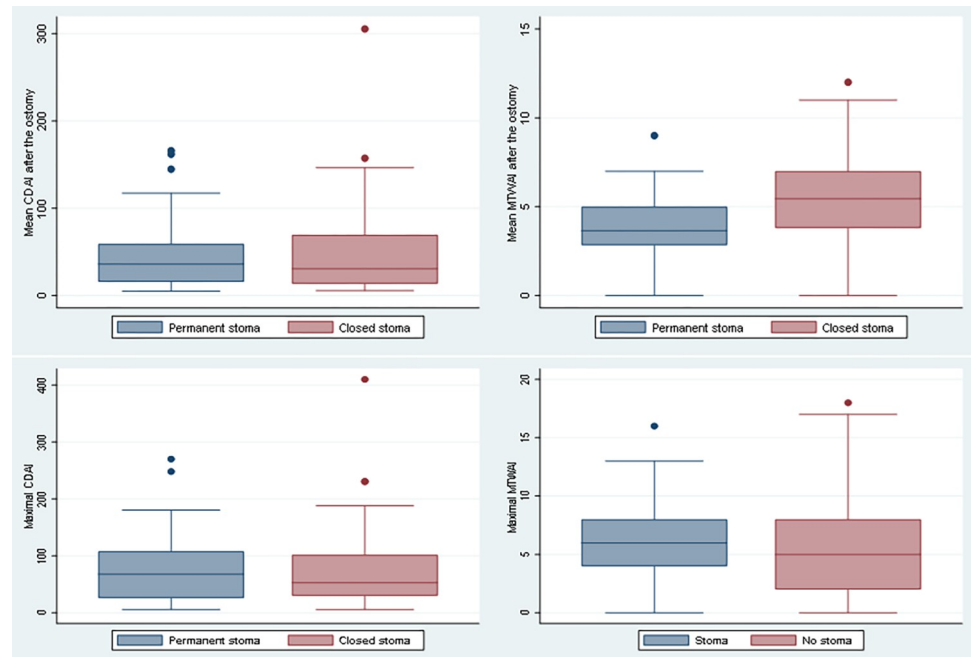 Mean CDAI after the ostomy
300
200
100
0
Permanent stoma
Closed stoma
Mean MTWAI after the ostomy
15
10
5
0
Permanent stoma
Closed stoma
Maximal CDAI
400
300
200
100
0
Permanent stoma
Closed stoma
Maximal MTWAI
20
15
10
5
0
Stoma
No stoma